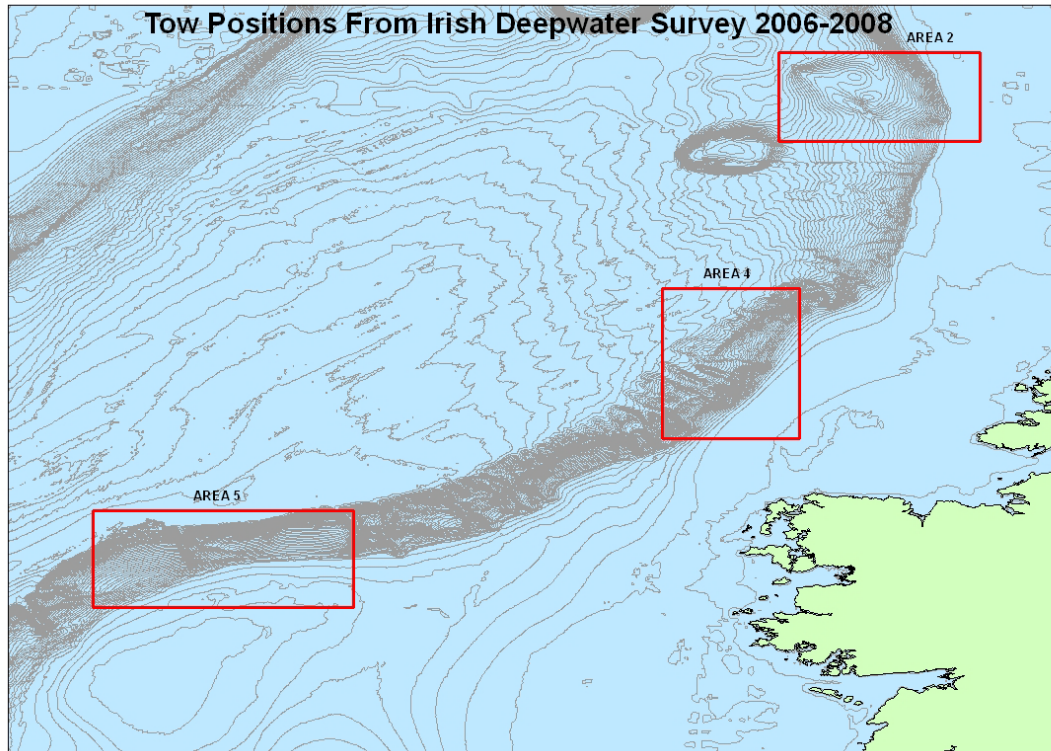 Tow Positions From Irish Deepwater Survey 2006-2008
AREA 2
AREA 4
AREA 5